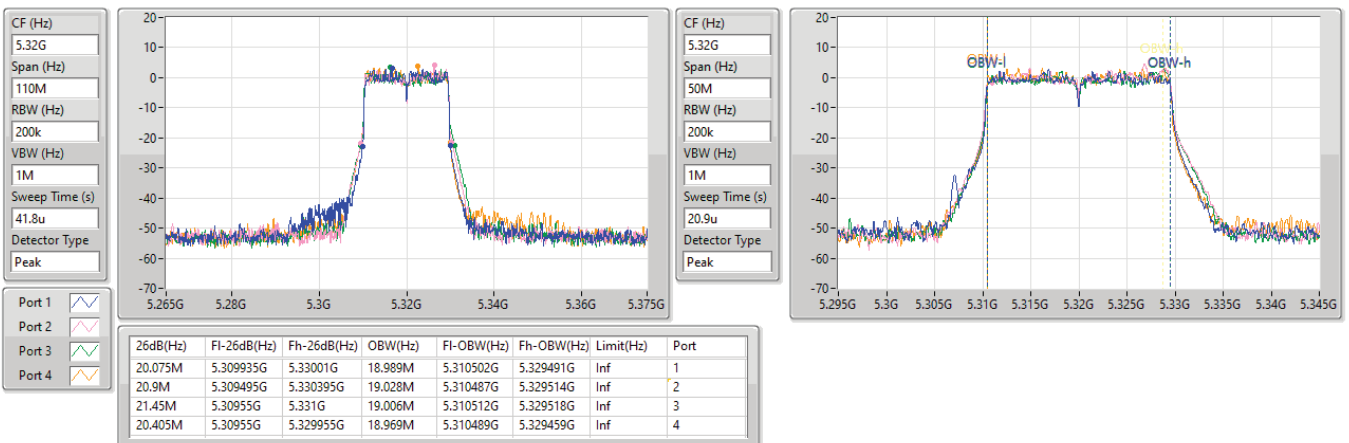 CF (Hz)
5.32G
Span (Hz)
110M
RBW (Hz)
200k
VBW (Hz)
1M
Sweep Time (s)
41.8u
Detector Type
Peak
20
10
0
-10
-20
-30
-40
-50
-60
-70
5.265G 5.28G 5.3G 5.32G 5.34G 5.36G 5.375G
CF (Hz)
5.32G
Span (Hz)
50M
RBW (Hz)
200k
VBW (Hz)
1M
Sweep Time (s)
20.9u
Detector Type
Peak
20
10
0
-10
-20
-30
-40
-50
-60
-70
OBW-l
OBW-h
5.295G 5.3G 5.305G 5.31G 5.315G 5.32G 5.325G 5.33G 5.335G 5.34G 5.345G
Port 1
Port 2
Port 3
Port 4
26dB(Hz) Fl-26dB(Hz) Fh-26dB(Hz) OBW(Hz) Fl-OBW(Hz) Fh-OBW(Hz) Limit(Hz) Port
20.075M 5.309935G 5.33001G 18.989M 5.310502G 5.329491G Inf 1
20.9M 5.309495G 5.330395G 19.028M 5.310487G 5.329514G Inf 2
21.45M 5.30955G 5.331G 19.006M 5.310512G 5.329518G Inf 3
20.405M 5.30955G 5.329955G 18.969M 5.310489G 5.329459G Inf 4